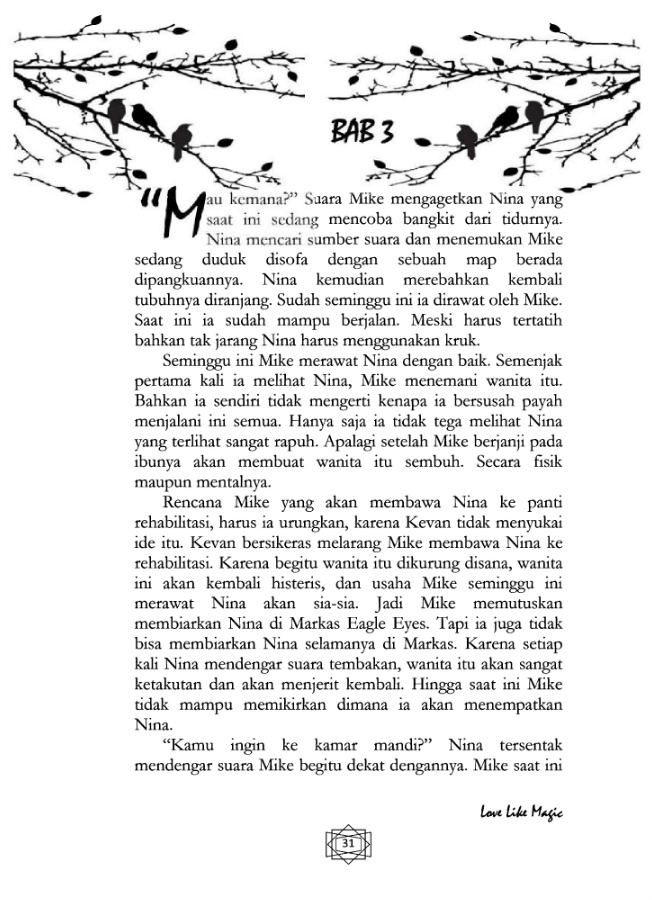 BAB 3
"Mau kemana?" Suara Mike mengagetkan Nina yang
saat ini sedang mencoba bangkit dari tidurnya.
Nina mencari sumber suara dan menemukan Mike
sedang duduk disofa dengan sebuah map berada
dipangkuannya. Nina kemudian merebahkan kembali
tubuhnya diranjang. Sudah seminggu ini ia dirawat oleh Mike.
Saat ini ia sudah mampu berjalan. Meski harus tertatih
bahkan tak jarang Nina harus menggunakan kruk.
Seminggu ini Mike merawat Nina dengan baik. Semenjak
pertama kali ia melihat Nina, Mike menemani wanita itu.
Bahkan ia sendiri tidak mengerti kenapa ia bersusah payah
menjalani ini semua. Hanya saja ia tidak tega melihat Nina
yang terlihat sangat rapuh. Apalagi setelah Mike berjanji pada
ibunya akan membuat wanita itu sembuh. Secara fisik
maupun mentalnya.
Rencana Mike yang akan membawa Nina ke panti
rehabilitasi, harus ia urungkan, karena Kevan tidak menyukai
ide itu. Kevan bersikeras melarang Mike membawa Nina ke
rehabilitasi. Karena begitu wanita itu dikurung disana, wanita
ini akan kembali histeris, dan usaha Mike seminggu ini
merawat Nina akan sia-sia. Jadi Mike memutuskan
membiarkan Nina di Markas Eagle Eyes. Tapi ia juga tidak
bisa membiarkan Nina selamanya di Markas. Karena setiap
kali Nina mendengar suara tembakan, wanita itu akan sangat
ketakutan dan akan menjerit kembali. Hingga saat ini Mike
tidak mampu memikirkan dimana ia akan menempatkan
Nina.
"Kamu ingin ke kamar mandi?" Nina tersentak
mendengar suara Mike begitu dekat dengannya. Mike saat ini
Love Like Magic
31